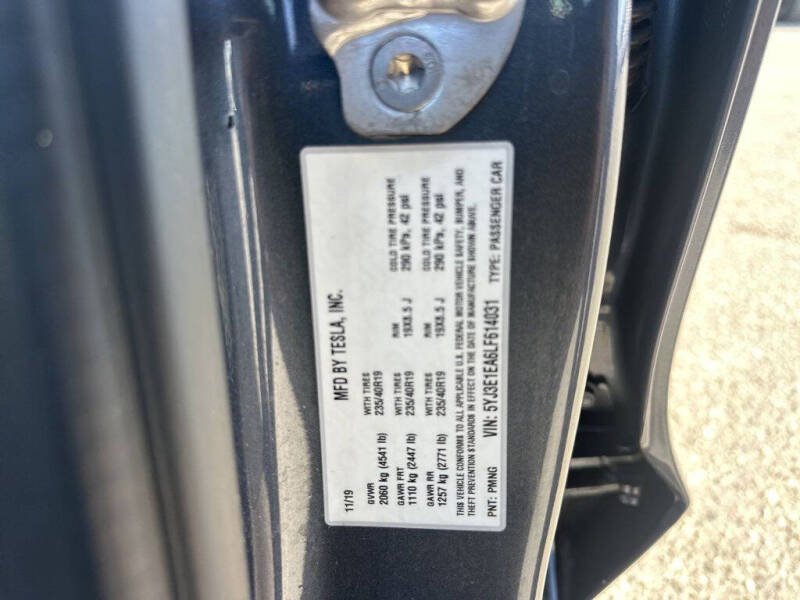 MFD BY TESLA, INC.
11/19
GVWR WITH TIRES RIM COLD TIRE PRESSURE
2060 kg (4541 lb) 235/40R19 19X8.5 J 290 kPa, 42 psi
GAWR FRT
1110 kg (2447 lb) 235/40R19
GAWR RR WITH TIRES RIM COLD TIRE PRESSURE
1257 kg (2771 lb) 235/40R19 19X8.5 J 290 kPa, 42 psi
THIS VEHICLE CONFORMS TO ALL APPLICABLE U.S. FEDERAL MOTOR VEHICLE SAFETY, BUMPER, AND
THEFT PREVENTION STANDARDS IN EFFECT ON THE DATE OF MANUFACTURE SHOWN ABOVE.
PNT: PMNG VIN: 5YJ3E1EA6LF614031 TYPE: PASSENGER CAR